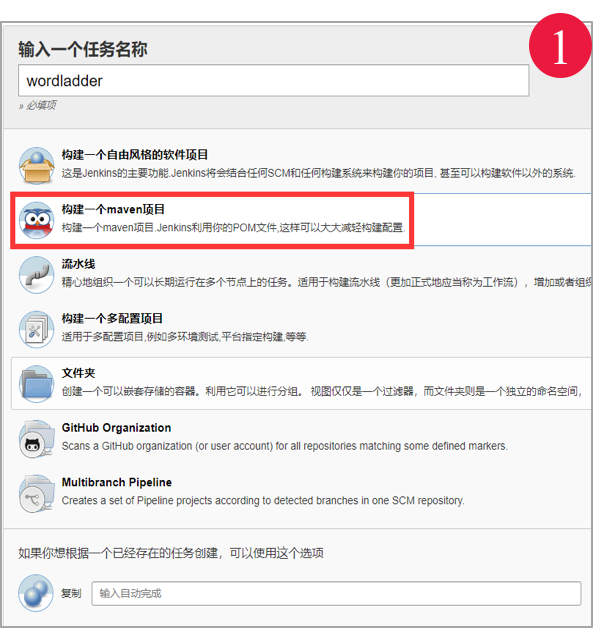 1
输入一个任务名称
wordladder
» 必填项
构建一个自由风格的软件项目
这是Jenkins的主要功能.Jenkins将会结合任何SCM和任何构建系统来构建你的项目, 甚至可以构建软件以外的系统.
构建一个maven项目
构建一个maven项目.Jenkins利用你的POM文件,这样可以大大减轻构建配置.
流水线
精心地组织一个可以长期运行在多个节点上的任务。适用于构建流水线（更加正式地应当称为工作流），增加或者组织
构建一个多配置项目
适用于多配置项目,例如多环境测试,平台指定构建,等等.
文件夹
创建一个可以嵌套存储的容器。利用它可以进行分组。 视图仅仅是一个过滤器，而文件夹则是一个独立的命名空间，
GitHub Organization
Scans a GitHub organization (or user account) for all repositories matching some defined markers.
Multibranch Pipeline
Creates a set of Pipeline projects according to detected branches in one SCM repository.
如果你想根据一个已经存在的任务创建，可以使用这个选项
复制 输入自动完成